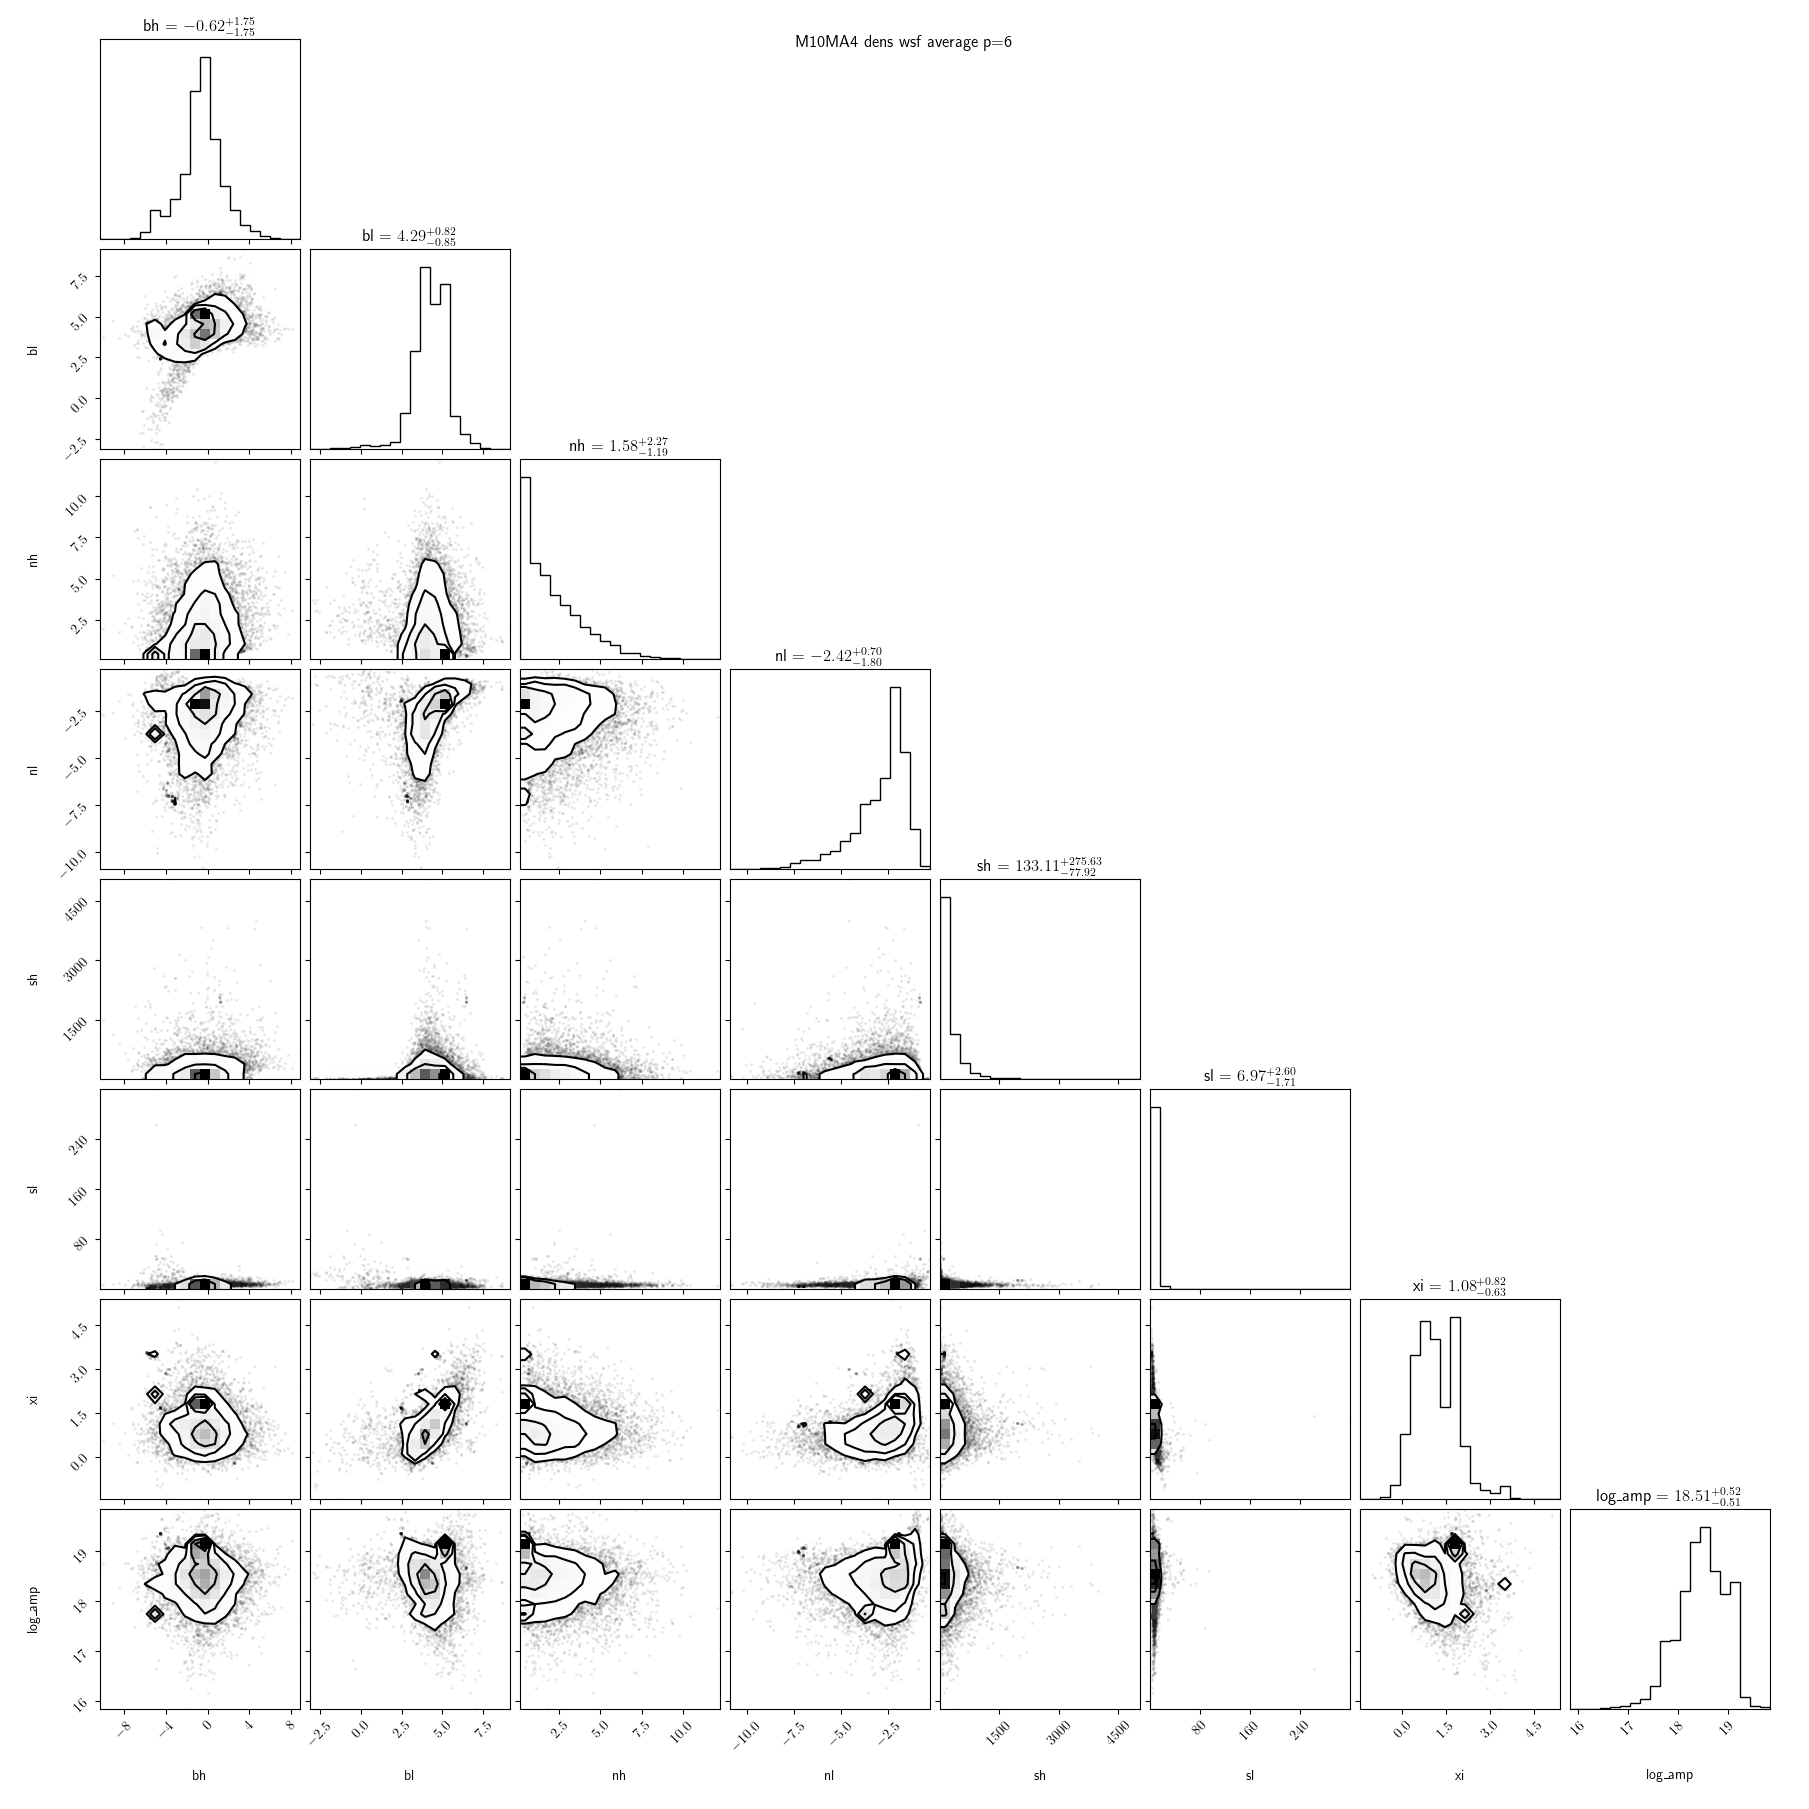 bh = −0.62+1.75−1.75
M10MA4 dens wsf average p=6
bl = 4.29+0.82−0.85
7.5
5.0
2.5
0.0
−2.5
bl
nh = 1.58+2.27−1.19
10.0
7.5
5.0
2.5
nh
nl = −2.42+0.70−1.80
−2.5
−5.0
−7.5
−10.0
nl
sh = 133.11+275.63−77.92
4500
3000
1500
sh
sl = 6.97+2.60−1.71
240
160
80
sl
xi = 1.08+0.82−0.63
4.5
3.0
1.5
0.0
xi
log_amp = 18.51+0.52−0.51
19
18
17
16
log_amp
−8 −4 0 4 8
−2.5 0.0 2.5 5.0 7.5
2.5 5.0 7.5 10.0
−10.0 −7.5 −5.0 −2.5
1500 3000 4500
80 160 240
0.0 1.5 3.0 4.5
16 17 18 19
bh bl nh nl sh sl xi log_amp